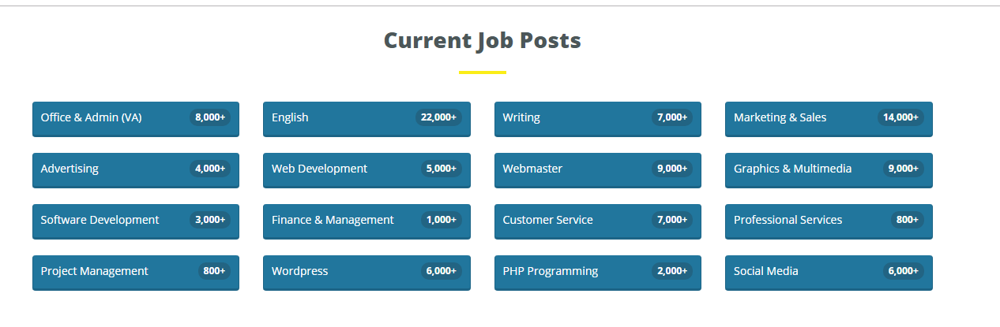 Current Job Posts
Office & Admin (VA) 8,000+
English 22,000+
Writing 7,000+
Marketing & Sales 14,000+
Advertising 4,000+
Web Development 5,000+
Webmaster 9,000+
Graphics & Multimedia 9,000+
Software Development 3,000+
Finance & Management 1,000+
Customer Service 7,000+
Professional Services 800+
Project Management 800+
Wordpress 6,000+
PHP Programming 2,000+
Social Media 6,000+